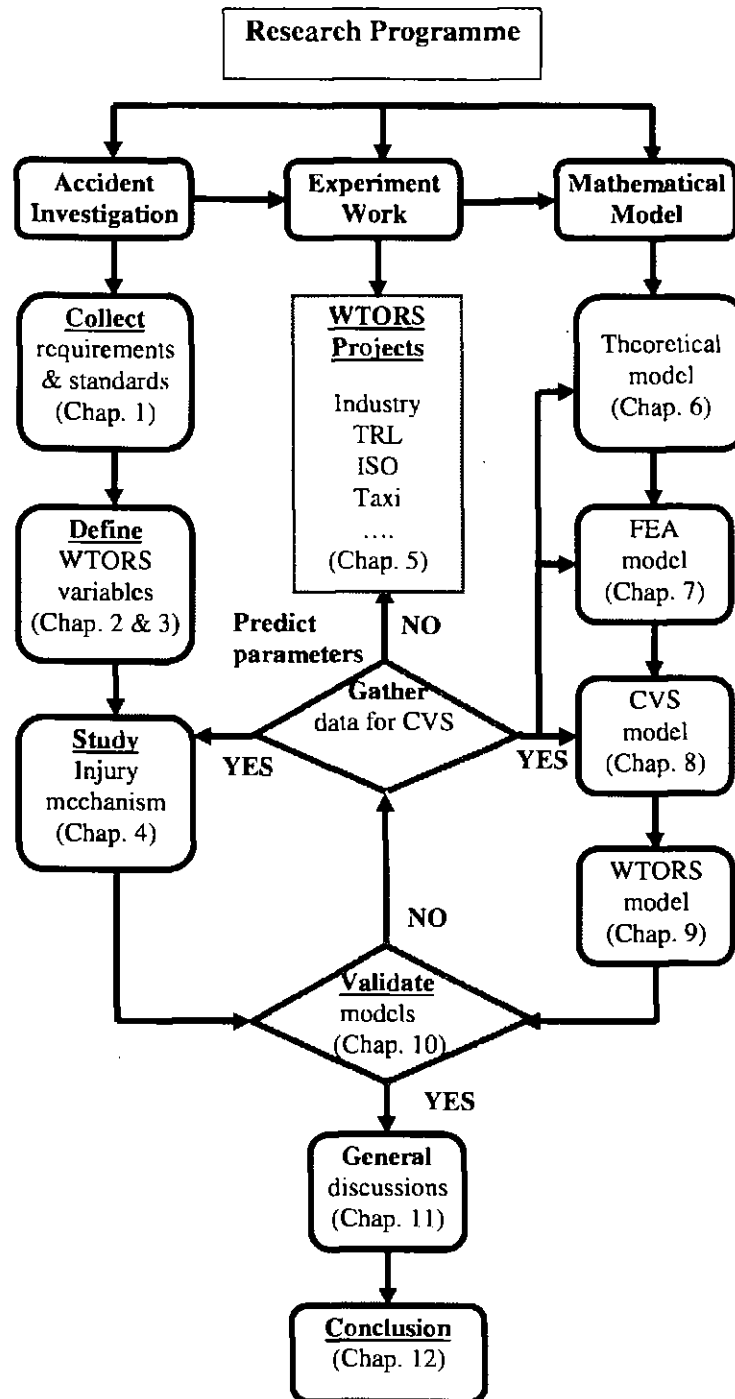 Research Programme
Accident
Investigation
Experiment
Work
Mathematical
Model
Collect
requirements
& standards
(Chap. 1)
WTORS
Projects
Industry
TRL
ISO
Taxi
....
(Chap. 5)
Theoretical
model
(Chap. 6)
Define
WTORS
variables
(Chap. 2 & 3)
FEA
model
(Chap. 7)
Predict
parameters
NO
Gather
data for CVS
YES
YES
Study
Injury
mechanism
(Chap. 4)
CVS
model
(Chap. 8)
WTORS
model
(Chap. 9)
NO
Validate
models
(Chap. 10)
YES
General
discussions
(Chap. 11)
Conclusion
(Chap. 12)